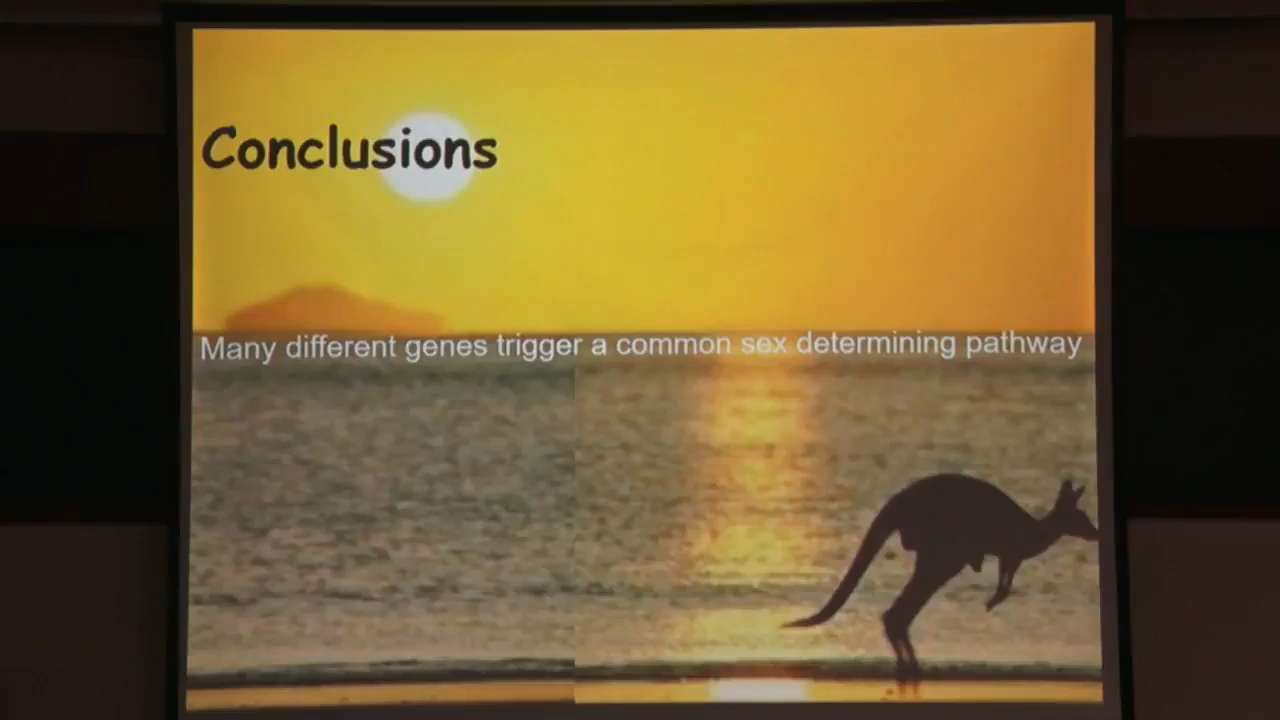 Conclusions
Many different genes trigger a common sex determining pathway